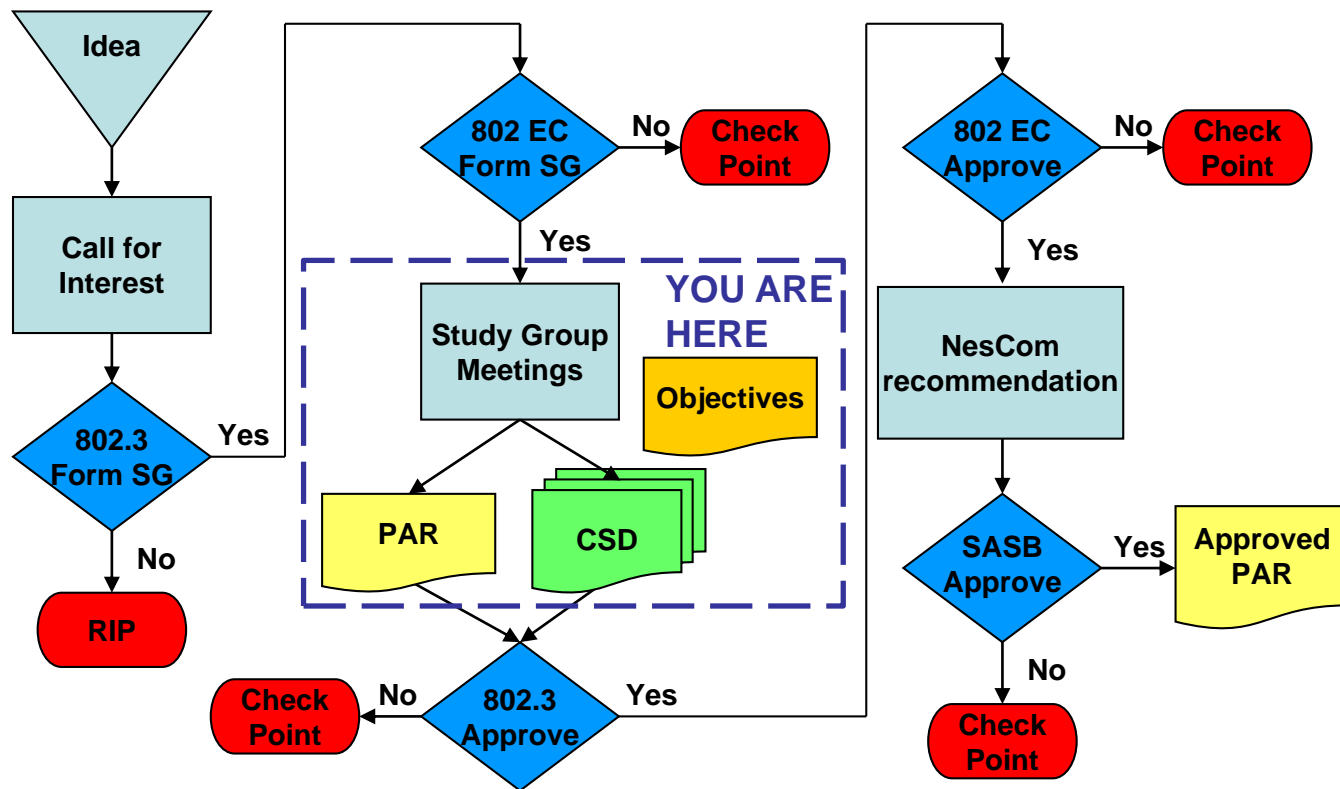 Idea
Call for
Interest
802.3
Form SG
Yes
No
RIP
802 EC
Form SG
No
Check
Point
Yes
YOU ARE
HERE
Study Group
Meetings
Objectives
PAR
CSD
802.3
Approve
No
Check
Point
Yes
802 EC
Approve
No
Check
Point
Yes
NesCom
recommendation
SASB
Approve
Yes
Approved
PAR
No
Check
Point